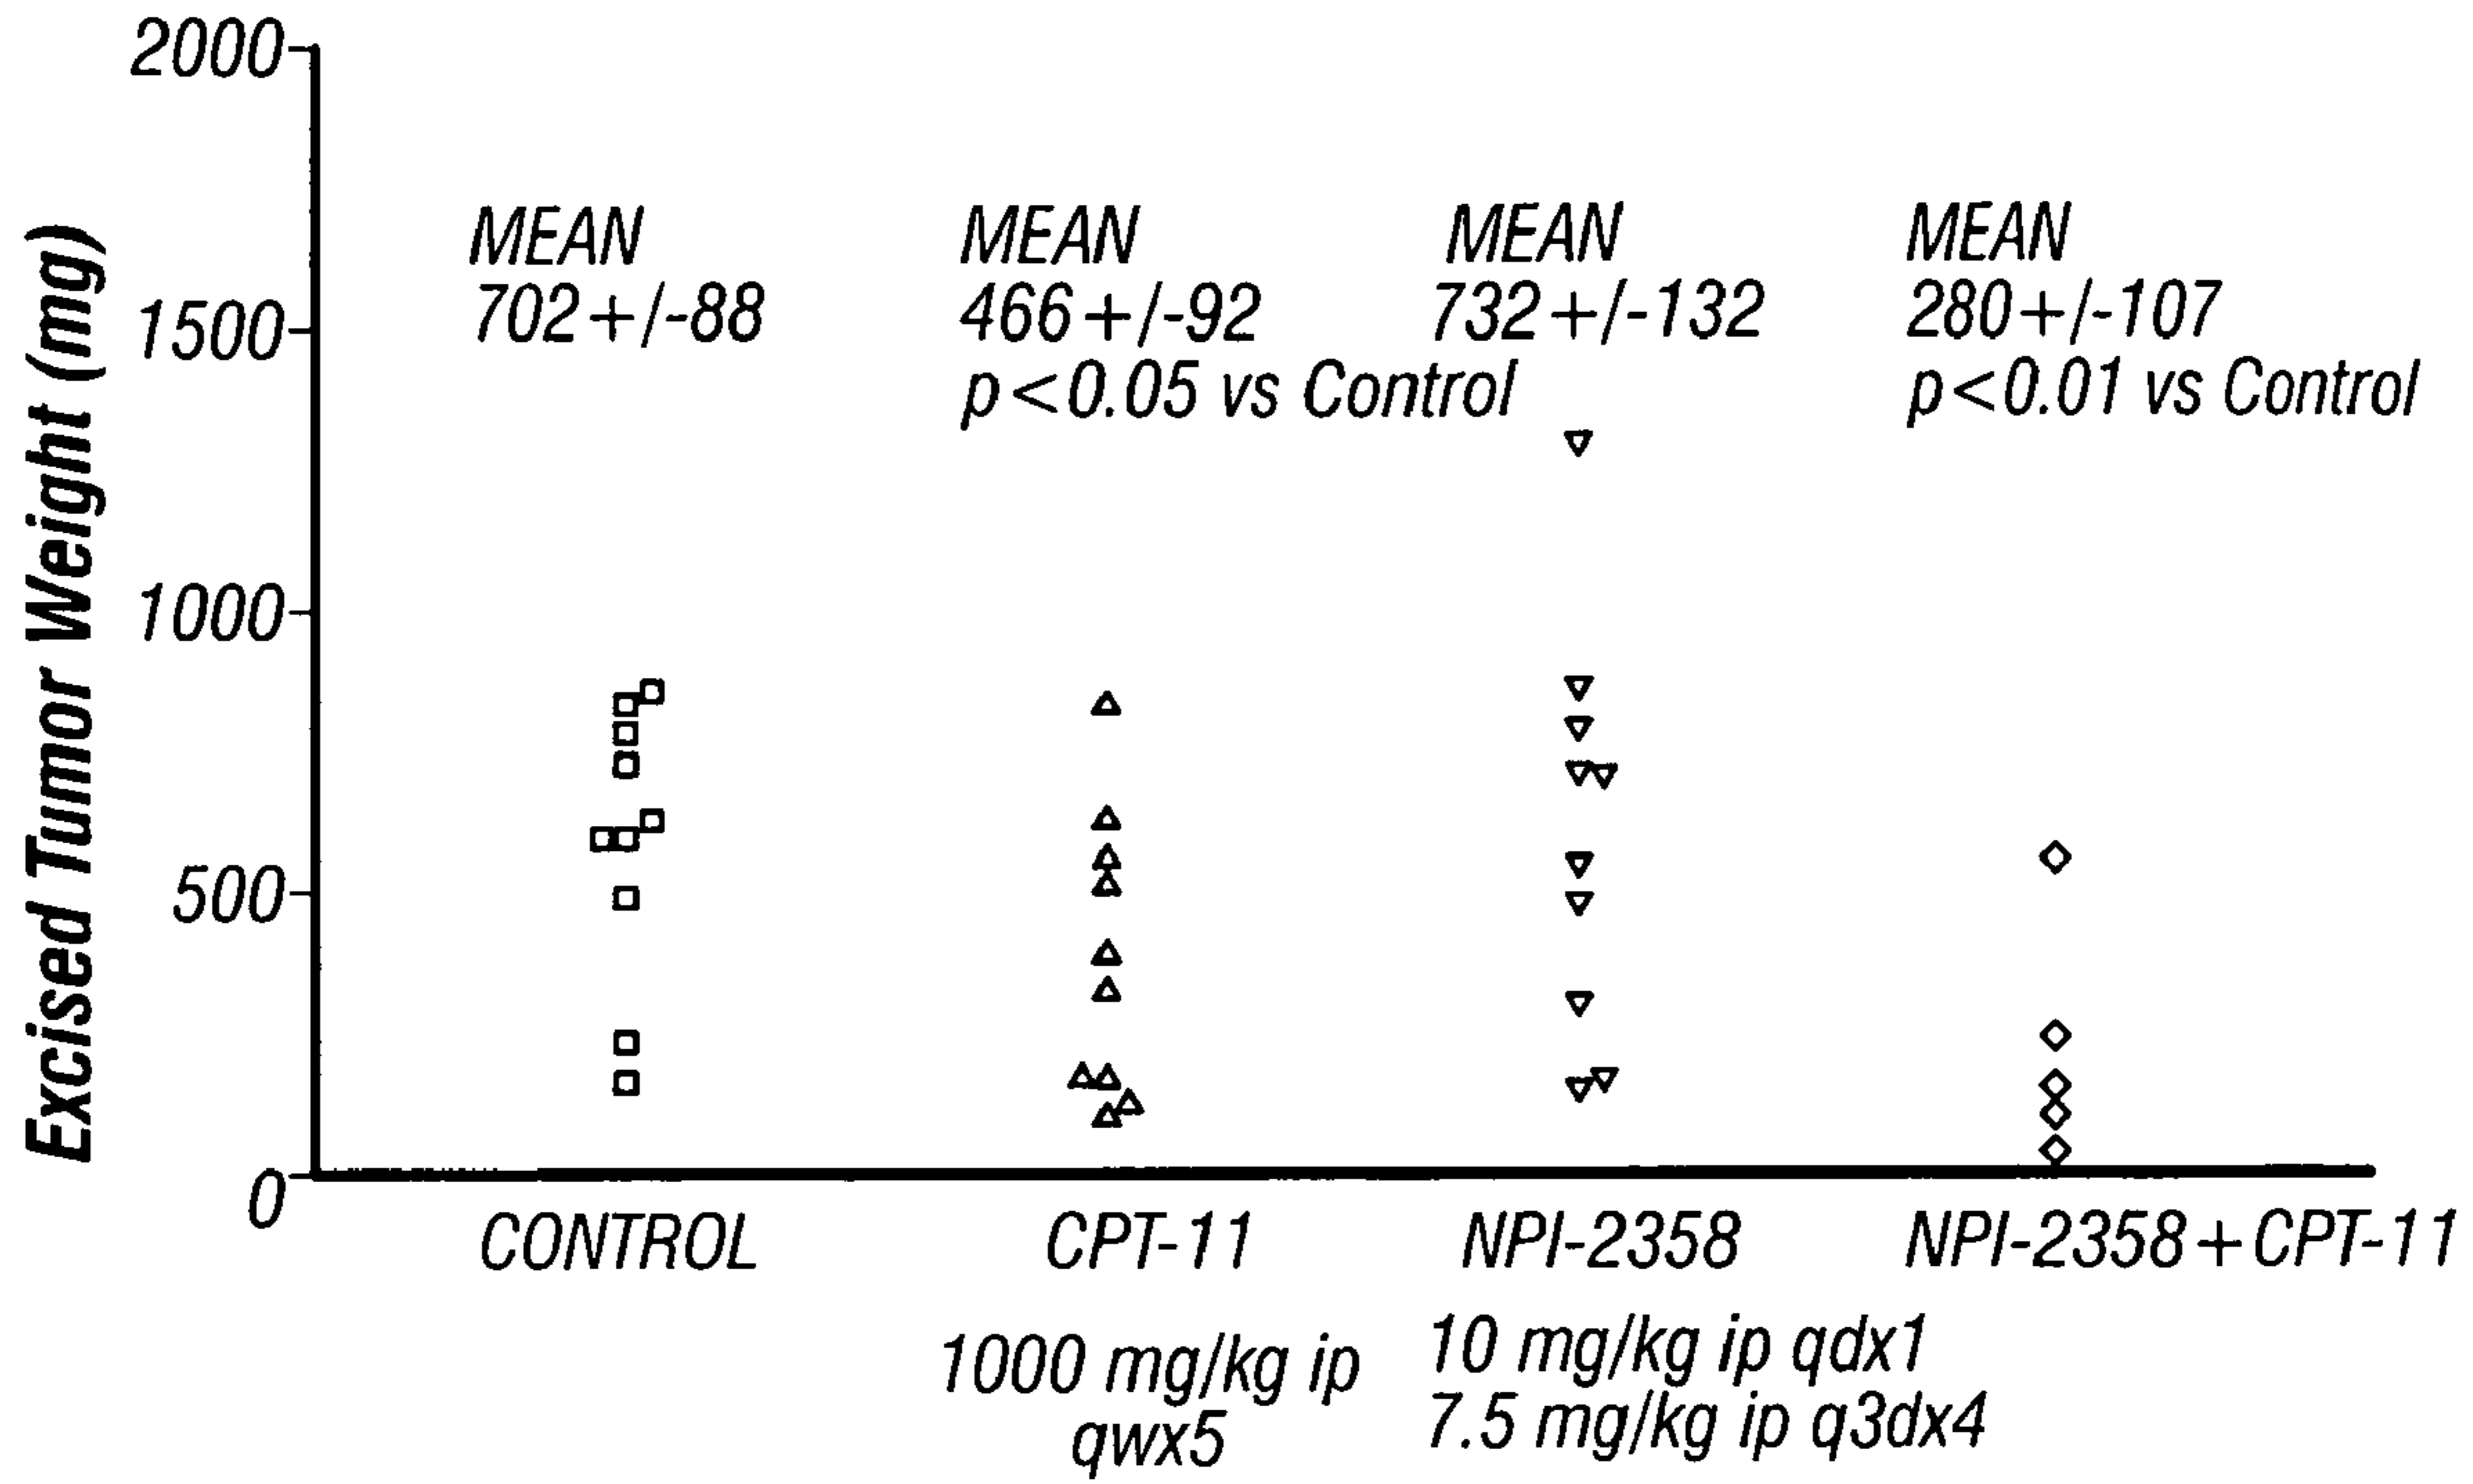 Excised Tumor Weight (mg)
2000
1500
1000
500
0
MEAN
702+/-88
MEAN
466+/-92
p<0.05 vs Control
MEAN
732+/-132
MEAN
280+/-107
p<0.01 vs Control
CONTROL
CPT-11
NPI-2358
NPI-2358+CPT-11
1000 mg/kg ip
qwx5
10 mg/kg ip qdx1
7.5 mg/kg ip q3dx4